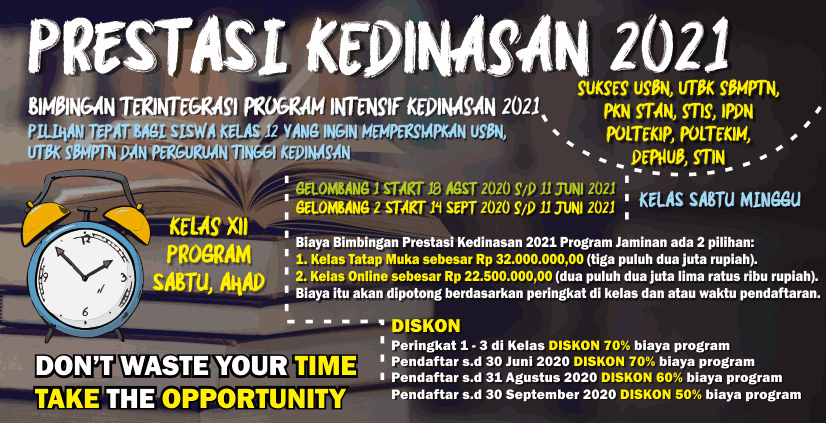 PRESTASI KEDINASAN 2021
BIMBINGAN TERINTEGRASI PROGRAM INTENSIF KEDINASAN 2021
PILIHAN TEPAT BAGI SISWA KELAS 12 YANG INGIN MEMPERSIAPKAN USBN,
UTBK SBMPTN DAN PERGURUAN TINGGI KEDINASAN
SUKSES USBN, UTBK SBMPTN,
PKN STAN, STIS, IPDN
POLTEKIP, POLTEKIM,
DEPHUB, STIN
GELOMBANG 1 START 18 AGST 2020 S/D 11 JUNI 2021
GELOMBANG 2 START 14 SEPT 2020 S/D 11 JUNI 2021
KELAS SABTU MINGGU
KELAS XII
PROGRAM
SABTU, AHAD
12
3
6
9
Biaya Bimbingan Prestasi Kedinasan 2021 Program Jaminan ada 2 pilihan:
1. Kelas Tatap Muka sebesar Rp 32.000.000,00 (tiga puluh dua juta rupiah).
2. Kelas Online sebesar Rp 22.500.000,00 (dua puluh dua juta lima ratus ribu rupiah).
Biaya itu akan dipotong berdasarkan peringkat di kelas dan atau waktu pendaftaran.
DISKON
Peringkat 1 - 3 di Kelas DISKON 70% biaya program
Pendaftar s.d 30 Juni 2020 DISKON 70% biaya program
Pendaftar s.d 31 Agustus 2020 DISKON 60% biaya program
Pendaftar s.d 30 September 2020 DISKON 50% biaya program
DON'T WASTE YOUR TIME
TAKE THE OPPORTUNITY